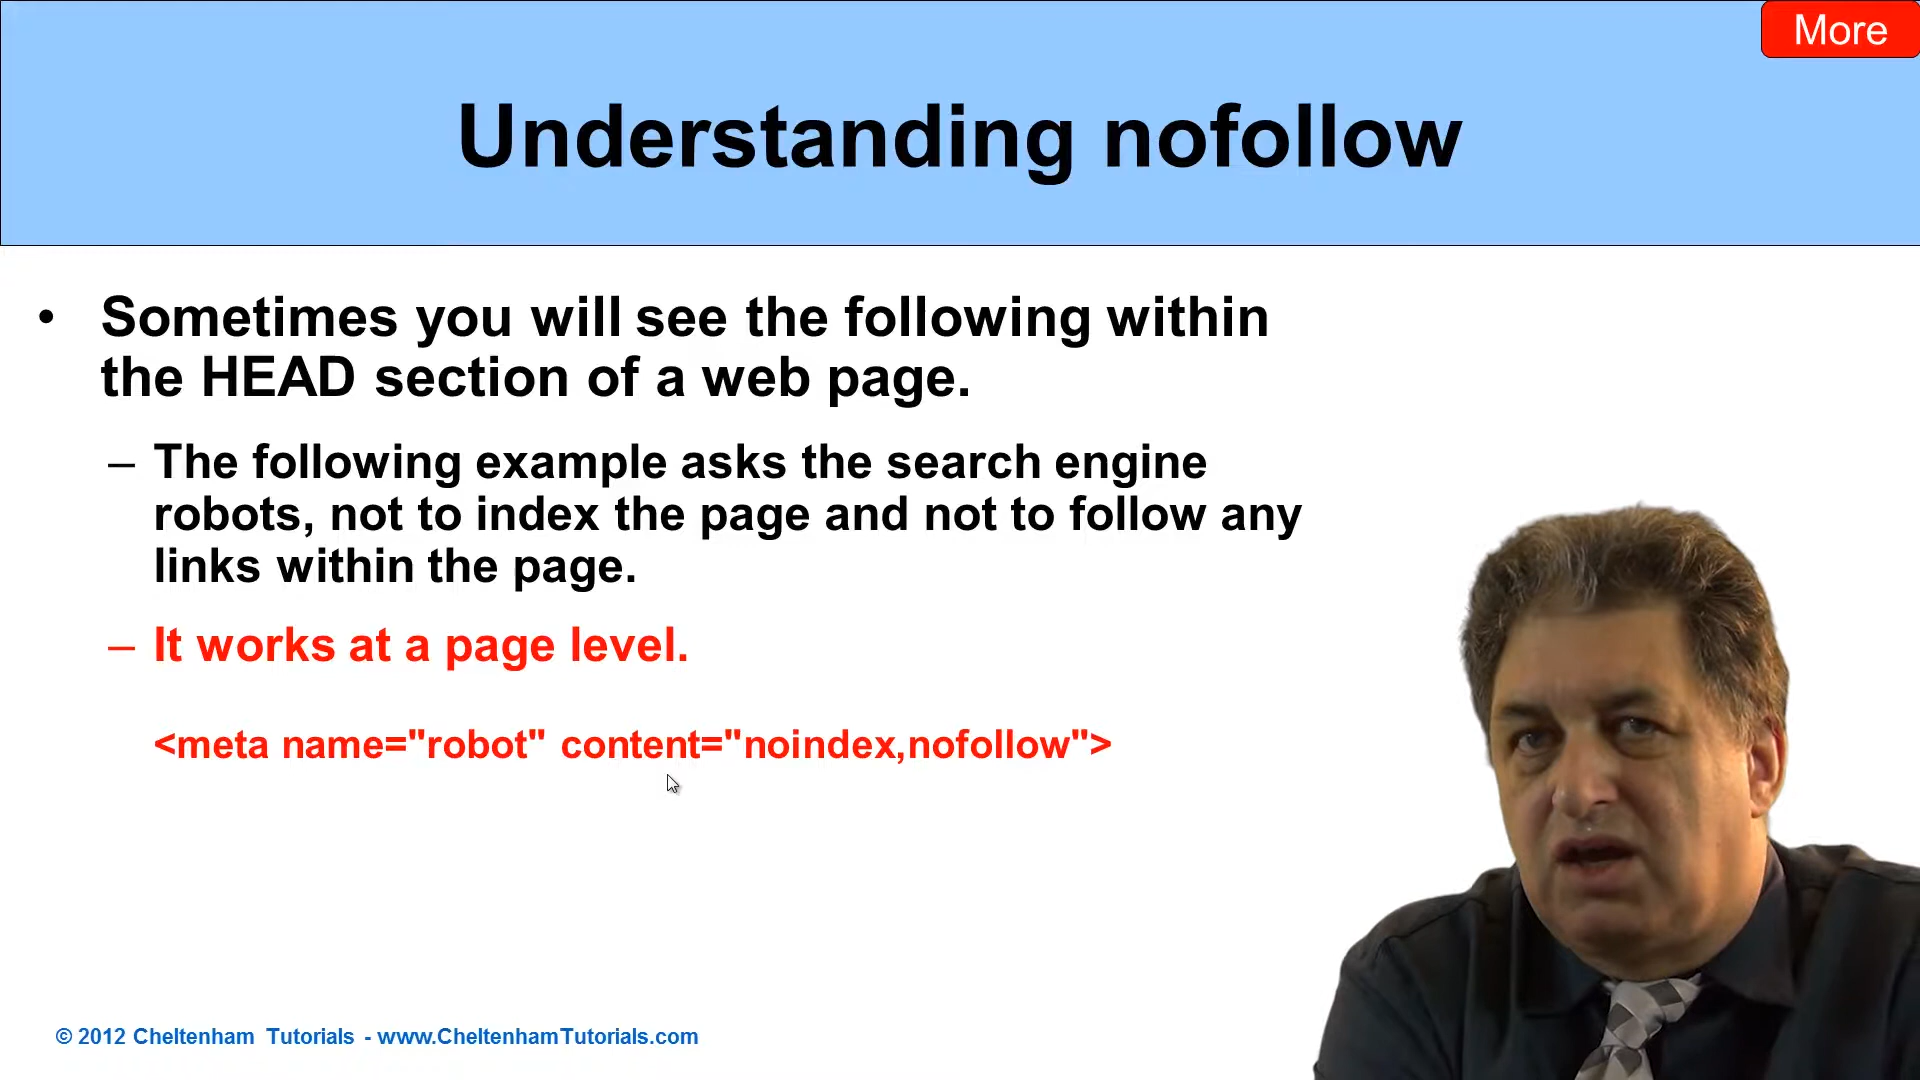 More
Understanding nofollow
• Sometimes you will see the following within
the HEAD section of a web page.
– The following example asks the search engine
robots, not to index the page and not to follow any
links within the page.
– It works at a page level.
<meta name="robot" content="noindex,nofollow">
© 2012 Cheltenham Tutorials - www.CheltenhamTutorials.com